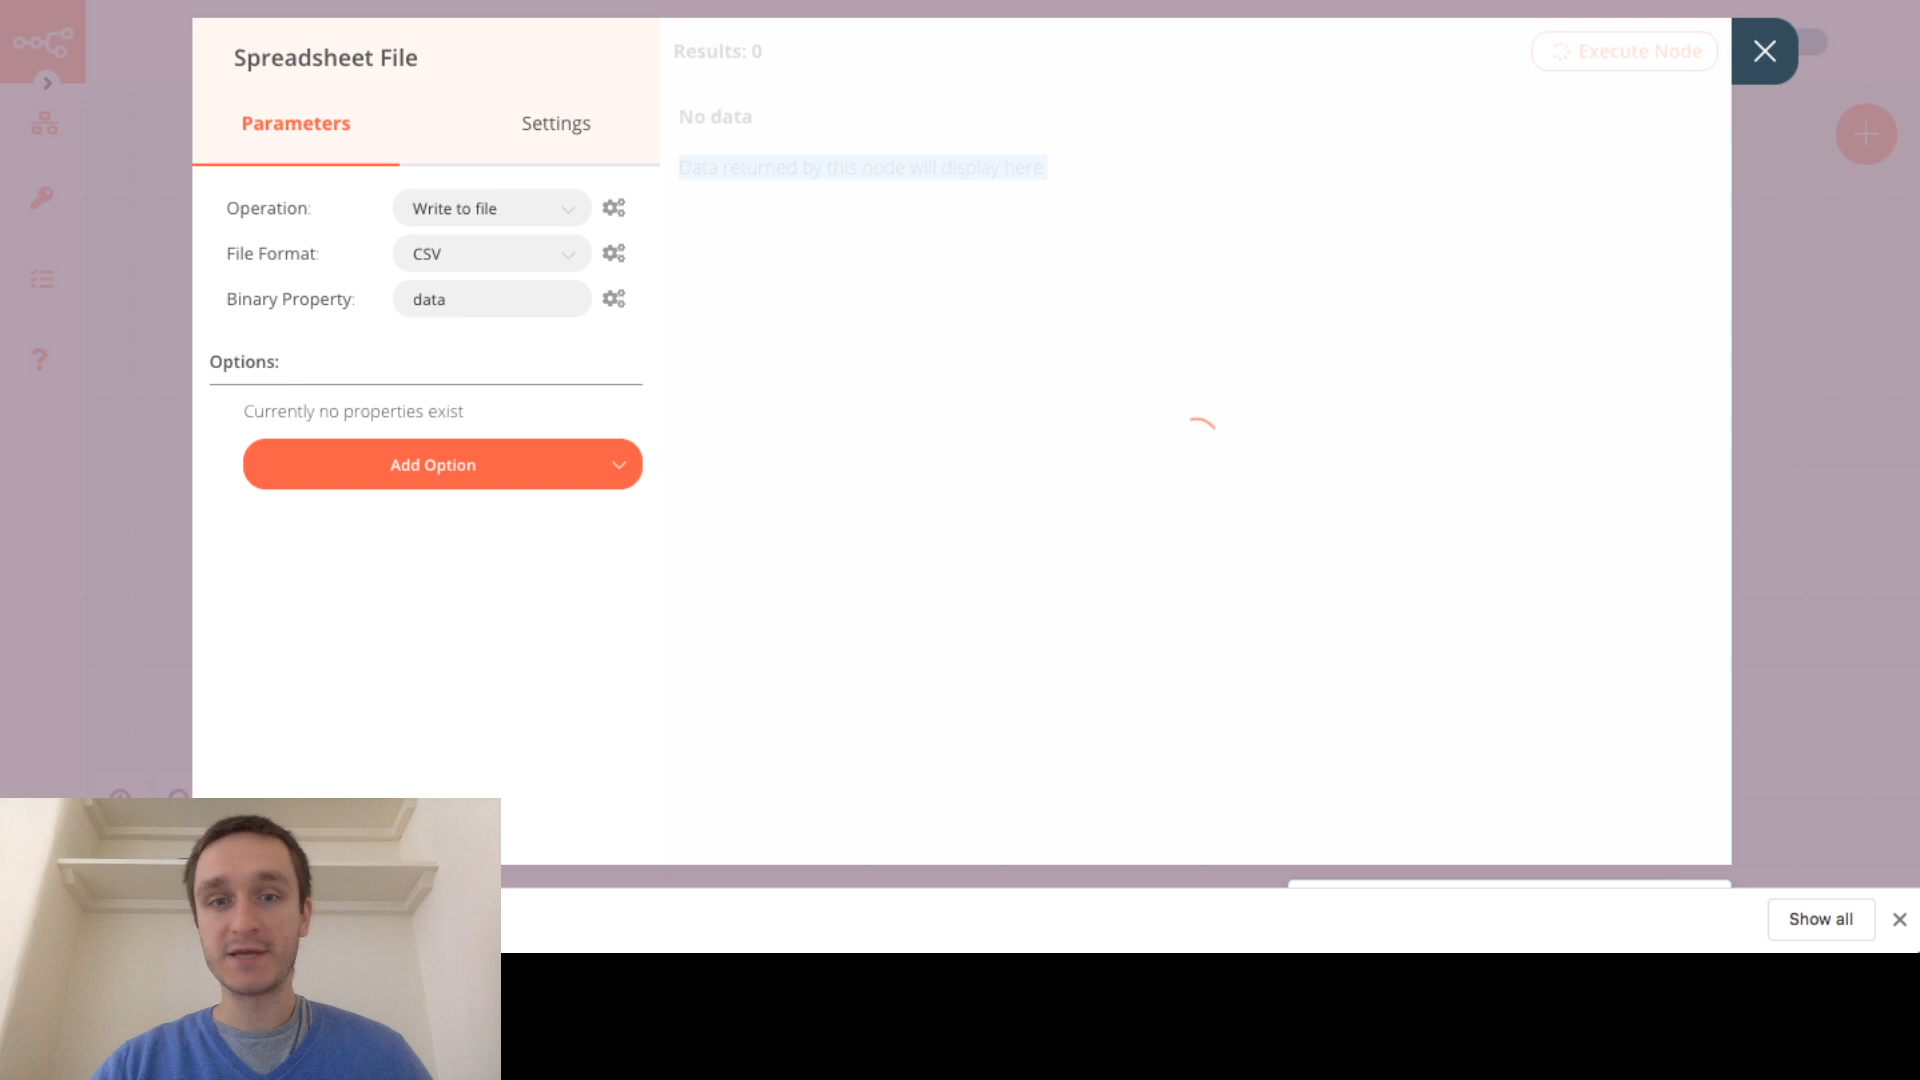 Spreadsheet File
Parameters
Settings
Operation:
Write to file
File Format:
CSV
Binary Property:
data
Options:
Currently no properties exist
Add Option
Results: 0
Execute Node
No data
Data returned by this node will display here
Show all